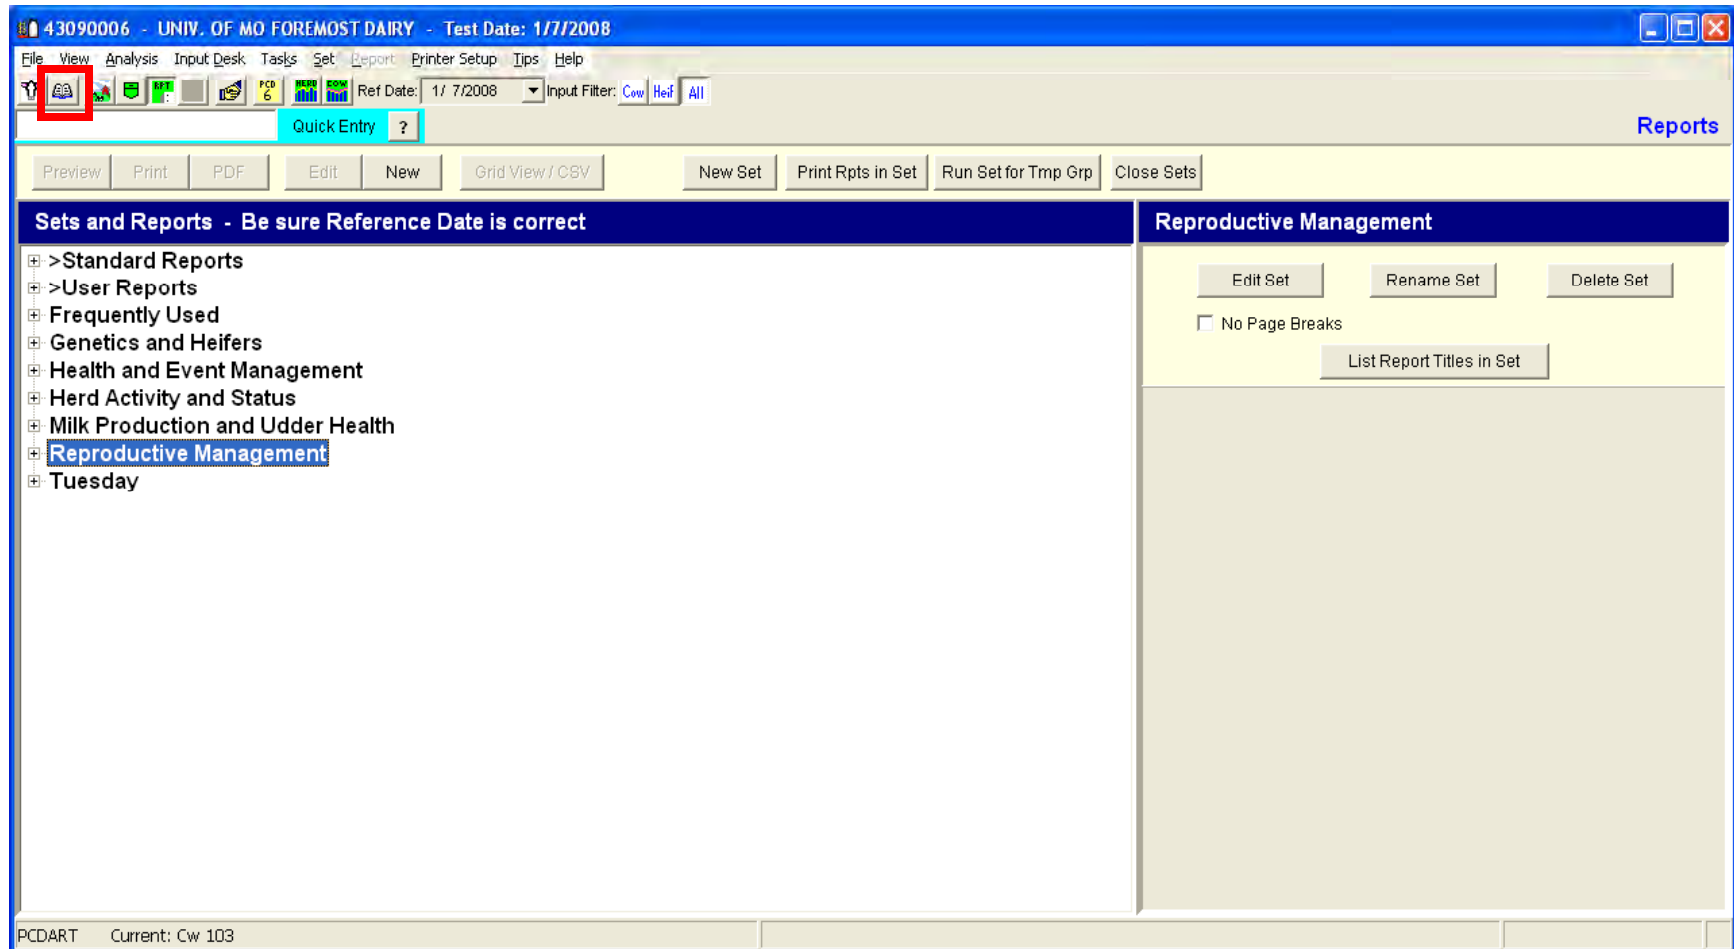 43090006 - UNIV. OF MO FOREMOST DAIRY - Test Date: 1/7/2008
File View Analysis Input Desk Tasks Set Report Printer Setup Tips Help
RPT PCD 6 HERD COW Ref Date: 1/ 7/2008 Input Filter: Cow Heif All
Quick Entry ? Reports
Preview Print PDF Edit New Grid View / CSV New Set Print Rpts in Set Run Set for Tmp Grp Close Sets
Sets and Reports - Be sure Reference Date is correct
>Standard Reports
>User Reports
Frequently Used
Genetics and Heifers
Health and Event Management
Herd Activity and Status
Milk Production and Udder Health
Reproductive Management
Tuesday
Reproductive Management
Edit Set Rename Set Delete Set
No Page Breaks
List Report Titles in Set
PCDART Current: Cw 103